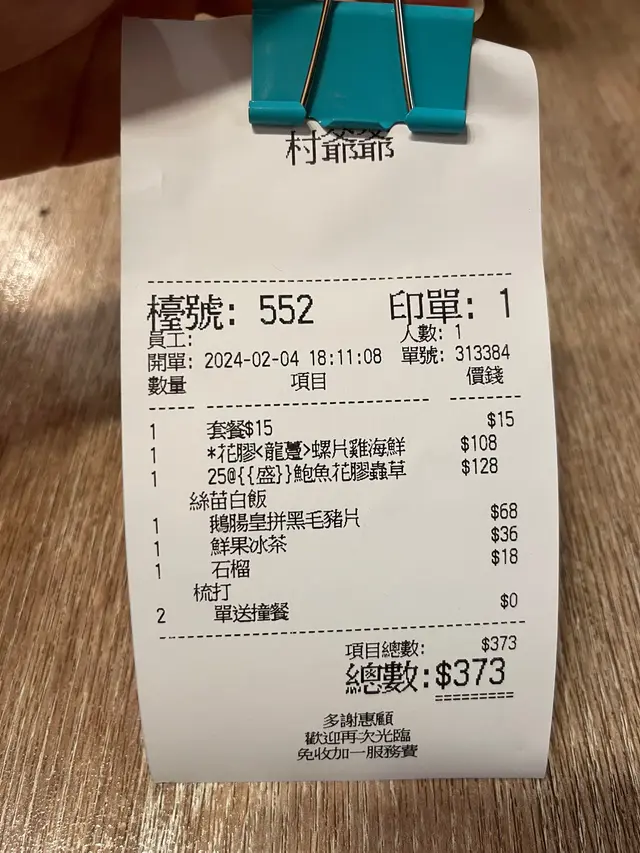 村爺爺
檯號: 552 印單: 1
員工: 人數: 1
開單: 2024-02-04 18:11:08 單號: 313384
數量 項目 價錢
1 套餐$15 $15
1 *花膠<龍躉>螺片雞海鮮 $108
1 25@{{盛}}鮑魚花膠蟲草 $128
絲苗白飯
1 鵝腸皇拼黑毛豬片 $68
1 鮮果冰茶 $36
1 石榴 $18
梳打
2 單送撞餐 $0
項目總數: $373
總數:$373
多謝惠顧
歡迎再次光臨
免收加一服務費